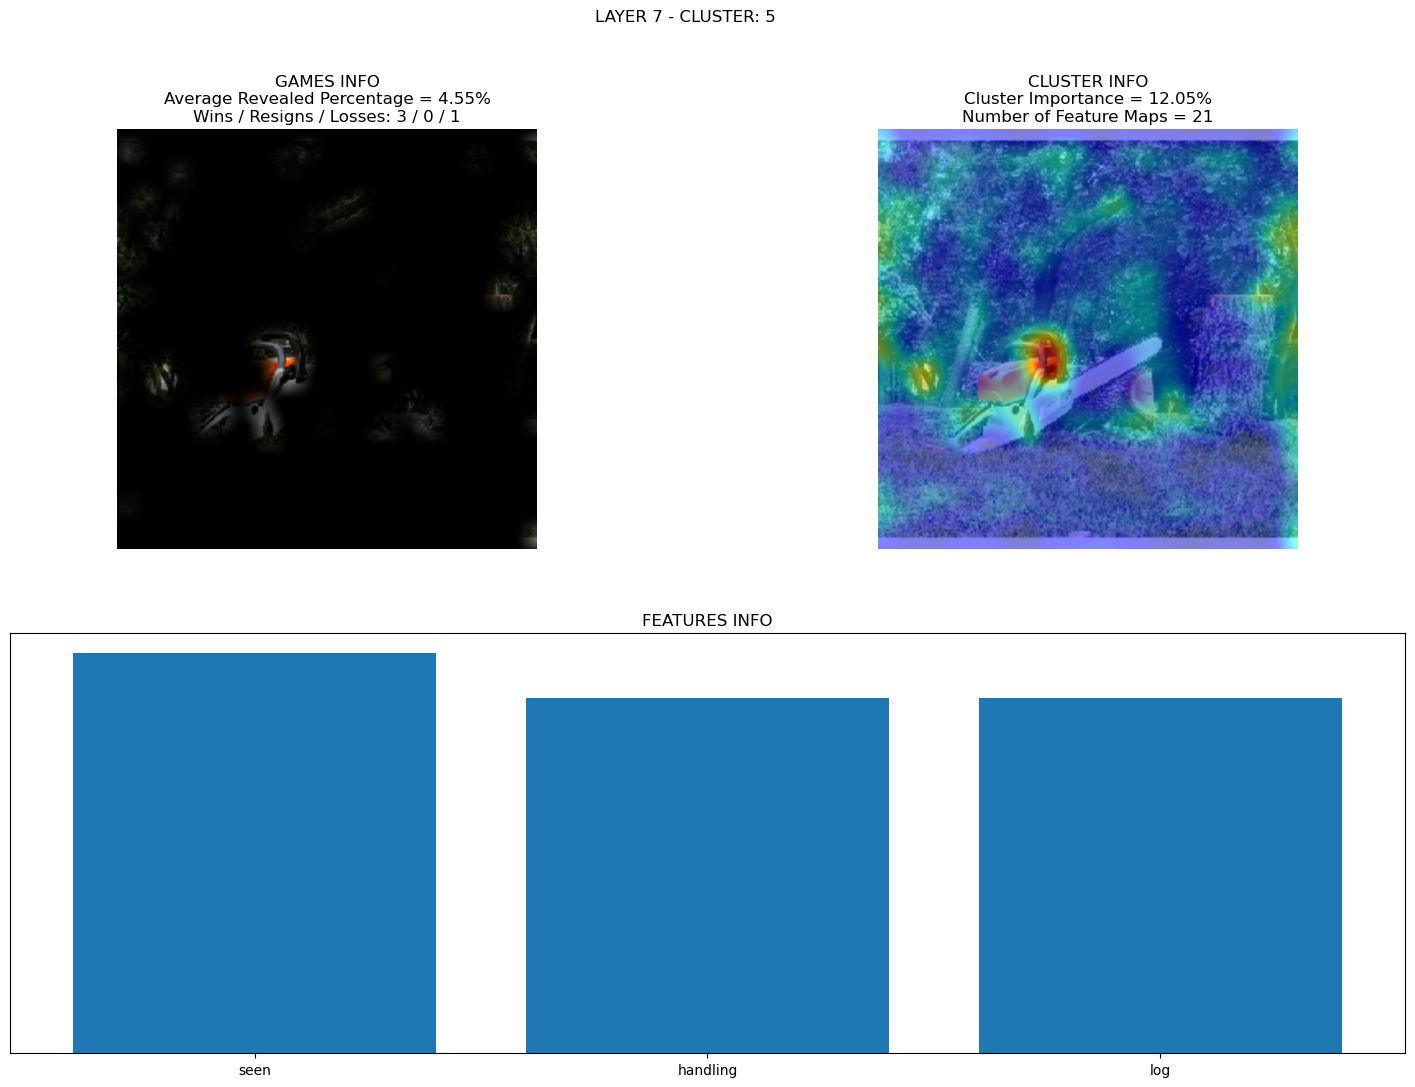 LAYER 7 - CLUSTER: 5
GAMES INFO
Average Revealed Percentage = 4.55%
Wins / Resigns / Losses: 3 / 0 / 1
CLUSTER INFO
Cluster Importance = 12.05%
Number of Feature Maps = 21
FEATURES INFO
seen
handling
log